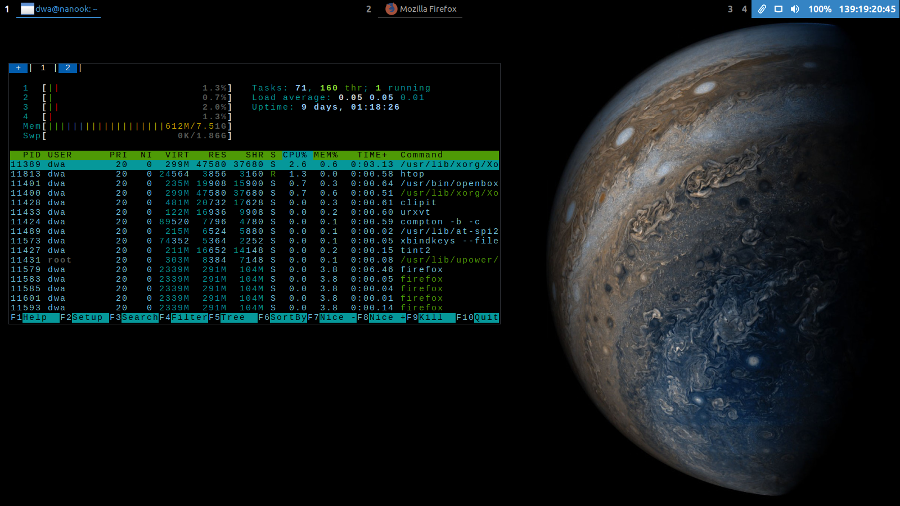 1 dwa@nanook: ~ 2 Mozilla Firefox 3 4 100% 139:19:20:45
+ | 1 | 2 |
1 [|| 1.3%] Tasks: 71, 160 thr; 1 running
2 [| 0.7%] Load average: 0.05 0.05 0.01
3 [|| 2.0%] Uptime: 9 days, 01:18:26
4 [| 1.3%]
Mem[|||||||||||||||||||||||||612M/7.51G]
Swp[ 0K/1.86G]
PID USER PRI NI VIRT RES SHR S CPU% MEM% TIME+ Command
11389 dwa 20 0 299M 47580 37680 S 2.6 0.6 0:03.13 /usr/lib/xorg/Xo
11813 dwa 20 0 24564 3856 3160 R 1.3 0.0 0:00.58 htop
11401 dwa 20 0 235M 19908 15900 S 0.7 0.3 0:00.64 /usr/bin/openbox
11400 dwa 20 0 299M 47580 37680 S 0.7 0.6 0:00.51 /usr/lib/xorg/Xo
11428 dwa 20 0 481M 20732 17628 S 0.0 0.3 0:00.61 clipit
11433 dwa 20 0 122M 16936 9908 S 0.0 0.2 0:00.60 urxvt
11424 dwa 20 0 89520 7796 4780 S 0.0 0.1 0:00.59 compton -b -c
11489 dwa 20 0 215M 6524 5880 S 0.0 0.1 0:00.02 /usr/lib/at-spi2
11573 dwa 20 0 74352 5364 2252 S 0.0 0.1 0:00.05 xbindkeys --file
11427 dwa 20 0 211M 16652 14148 S 0.0 0.2 0:00.15 tint2
11431 root 20 0 303M 8384 7148 S 0.0 0.1 0:00.08 /usr/lib/upower/
11579 dwa 20 0 2339M 291M 104M S 0.0 3.8 0:06.46 firefox
11583 dwa 20 0 2339M 291M 104M S 0.0 3.8 0:00.05 firefox
11585 dwa 20 0 2339M 291M 104M S 0.0 3.8 0:00.04 firefox
11601 dwa 20 0 2339M 291M 104M S 0.0 3.8 0:00.01 firefox
11593 dwa 20 0 2339M 291M 104M S 0.0 3.8 0:00.14 firefox
F1Help F2Setup F3SearchF4FilterF5Tree F6SortByF7Nice -F8Nice +F9Kill F10Quit